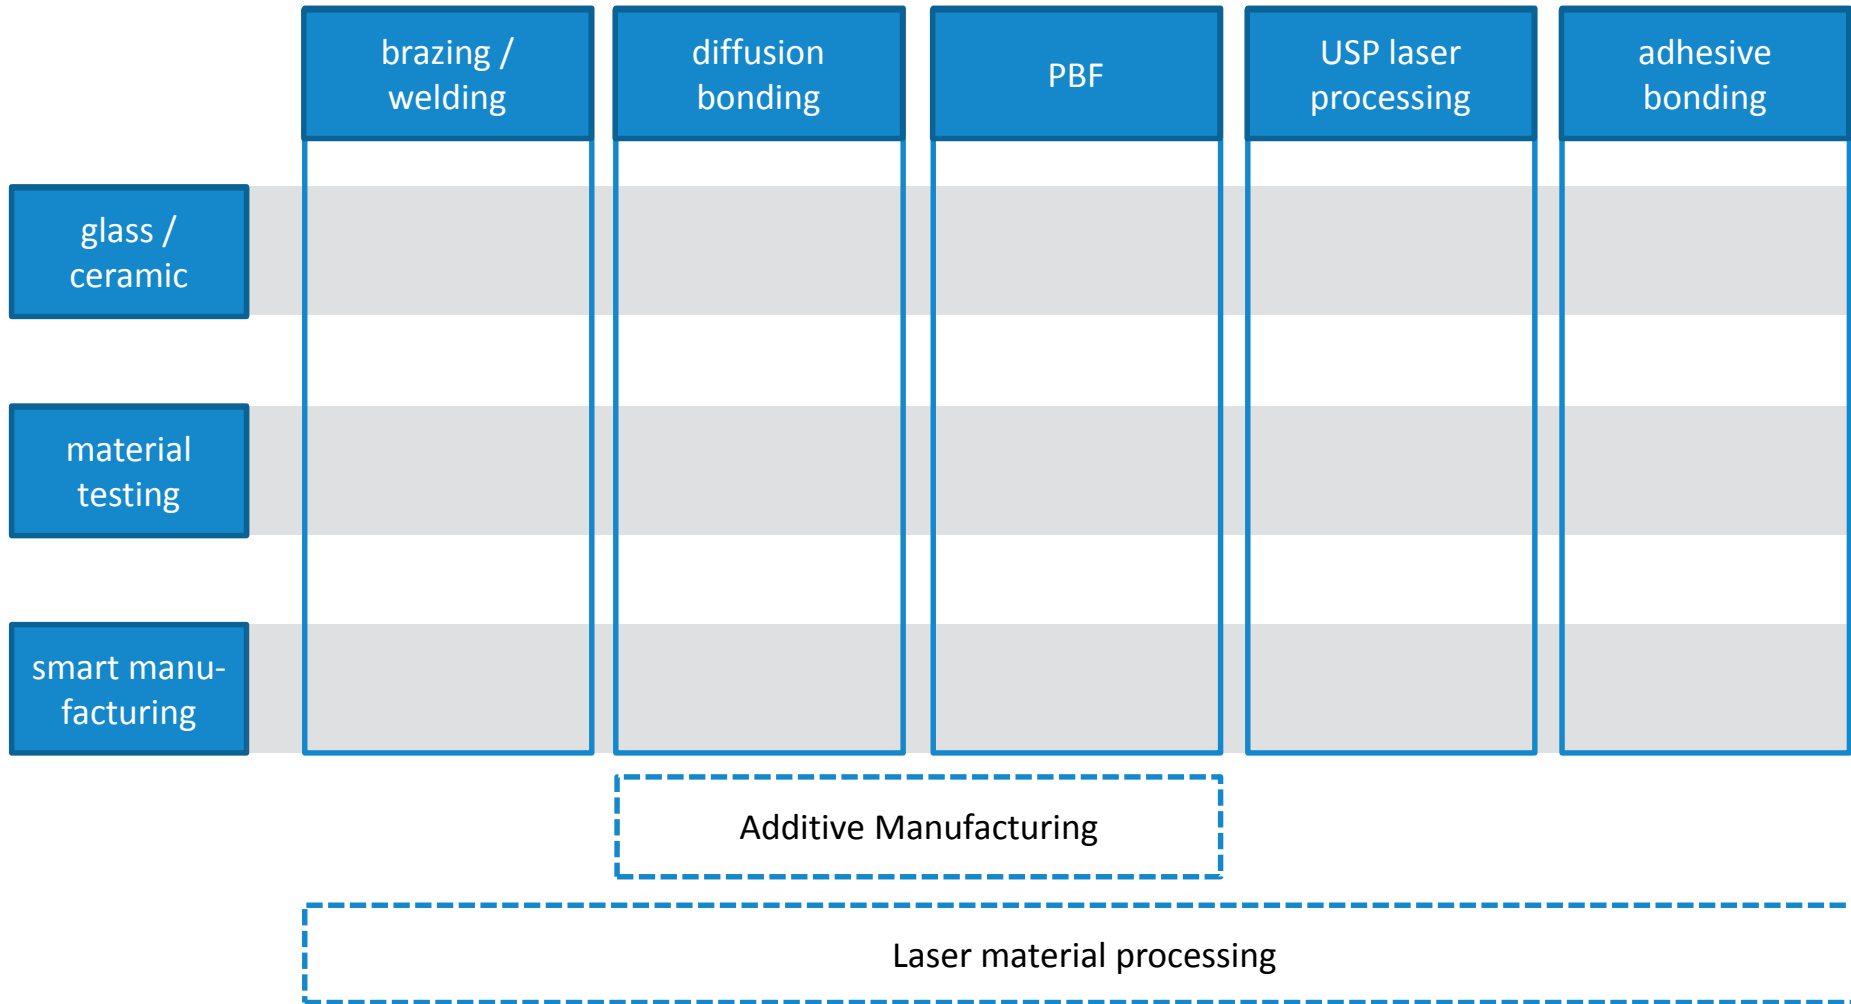 brazing /
welding
diffusion
bonding
PBF
USP laser
processing
adhesive
bonding
glass /
ceramic
material
testing
smart manu-
facturing
Additive Manufacturing
Laser material processing